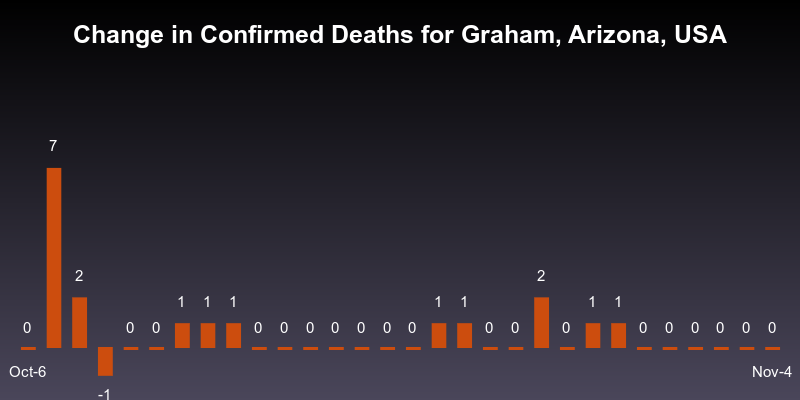 Change in Confirmed Deaths for Graham, Arizona, USA
7
2
2
1 1 1 1 1 1 1
0 0 0 0 0 0 0 0 0 0 0 0 0 0 0 0 0 0 0
Oct-6 Nov-4
-1